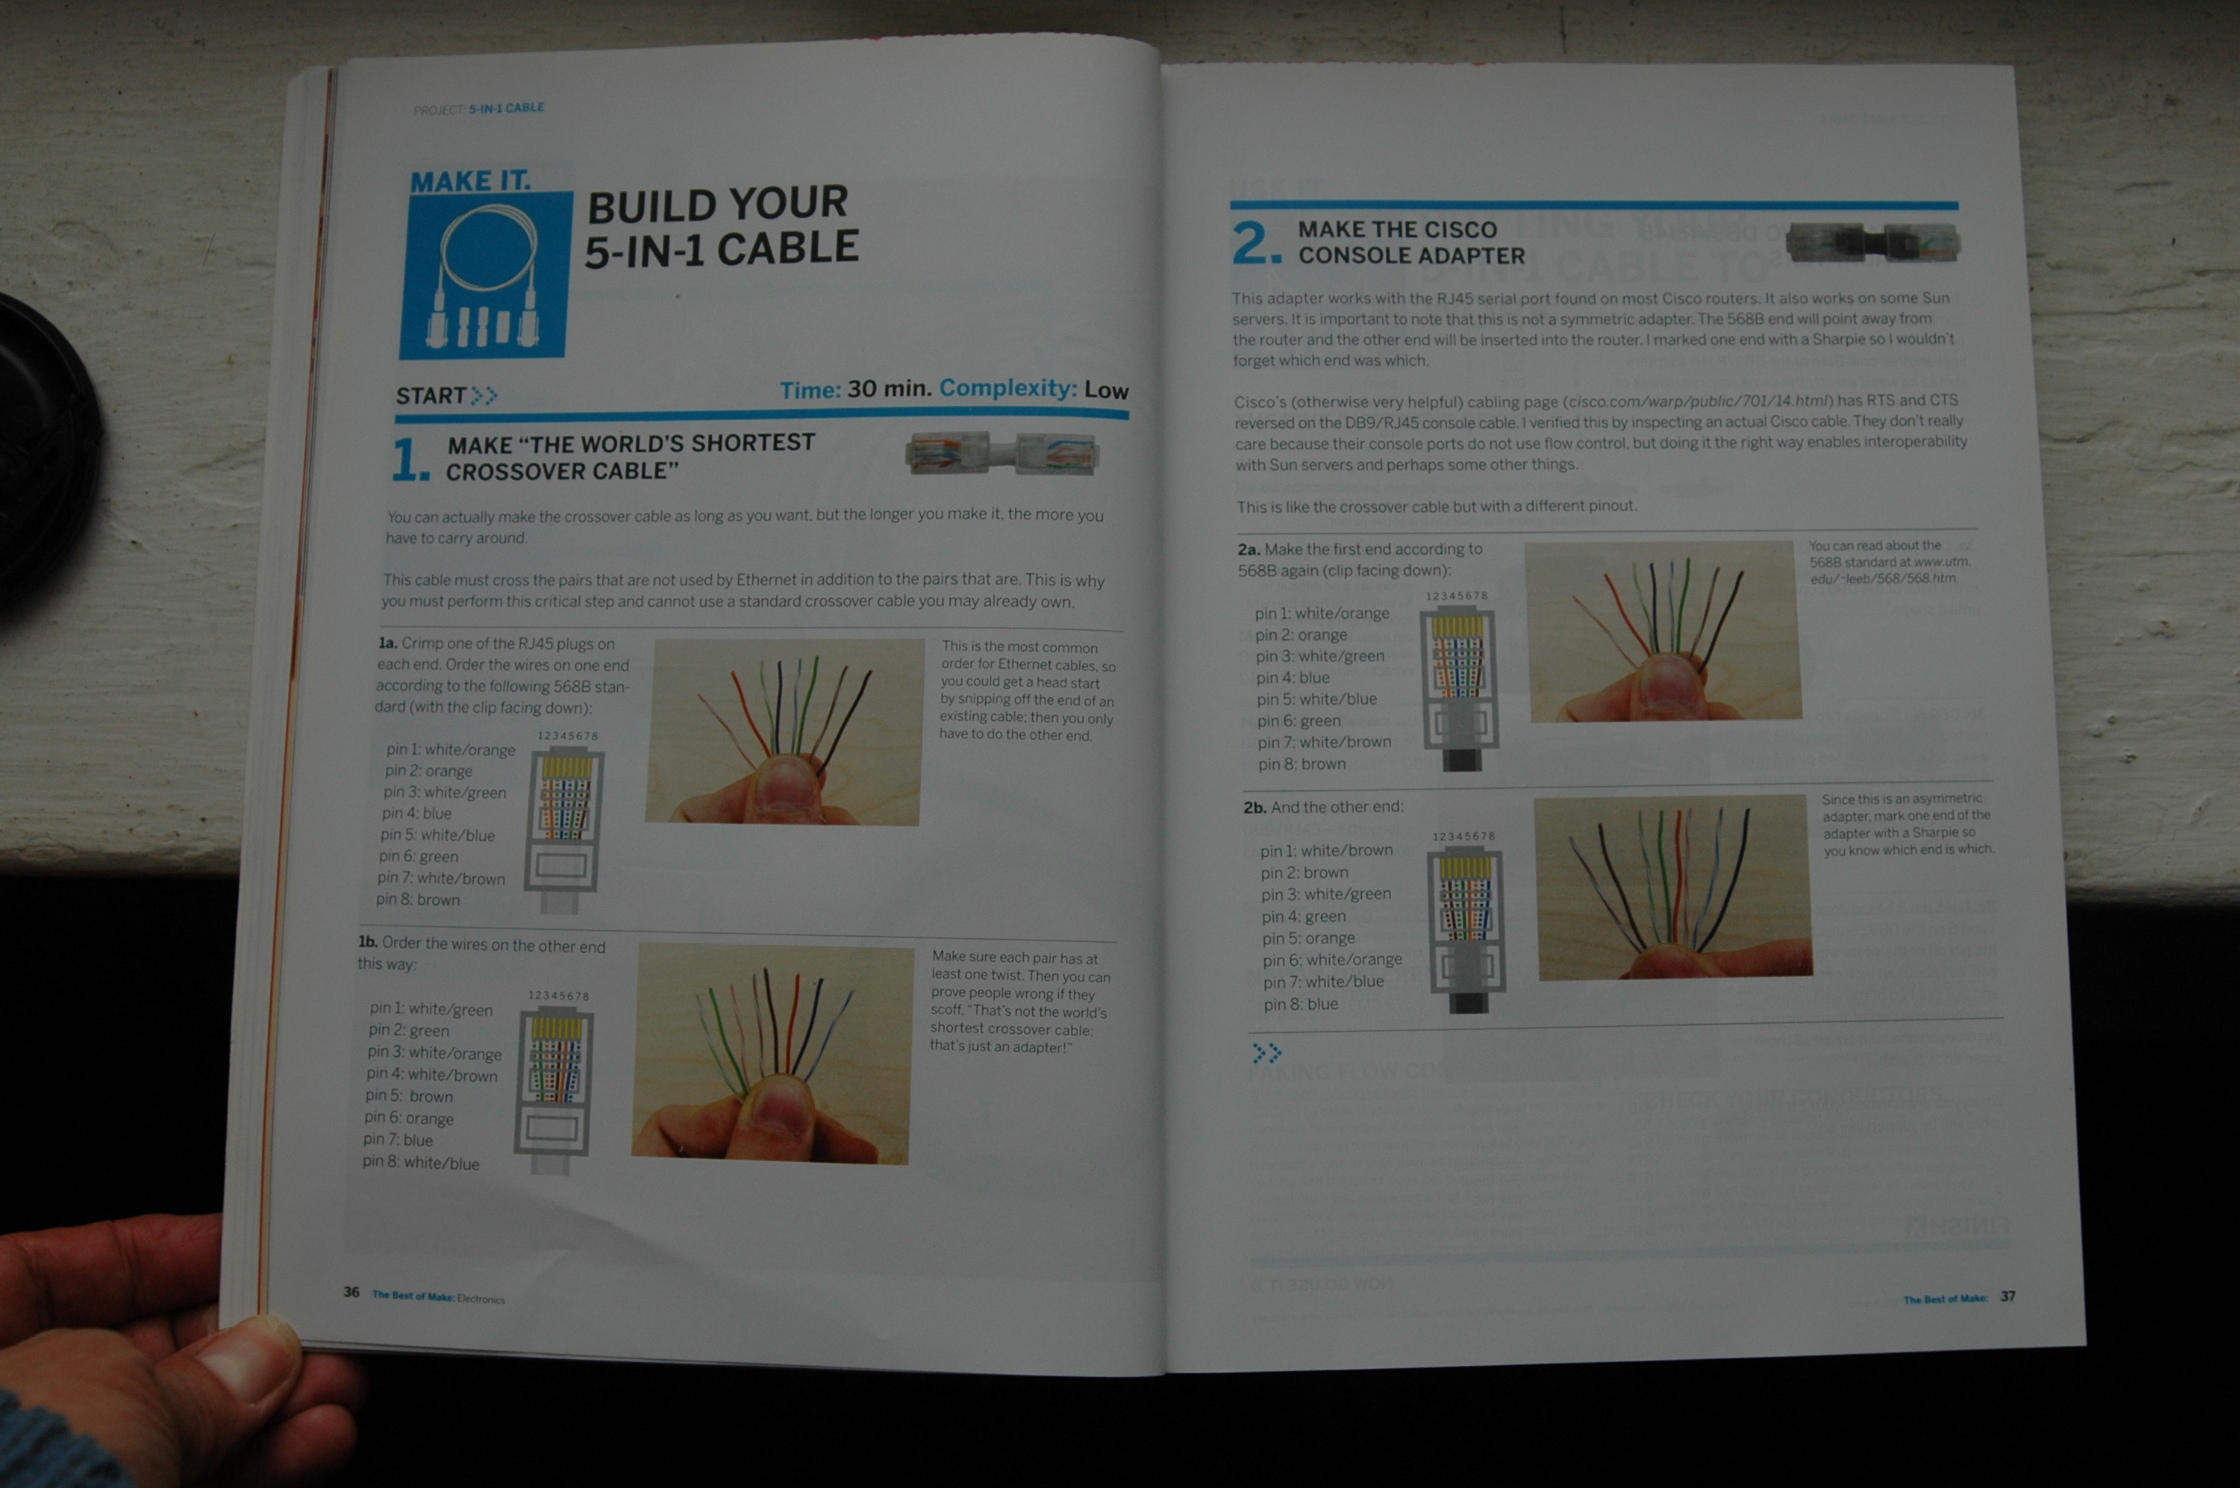 PROJECT: 5-IN-1 CABLE
MAKE IT.
BUILD YOUR
5-IN-1 CABLE
START>>
Time: 30 min. Complexity: Low
1.
MAKE “THE WORLD’S SHORTEST
CROSSOVER CABLE”
You can actually make the crossover cable as long as you want, but the longer you make it, the more you
have to carry around.
This cable must cross the pairs that are not used by Ethernet in addition to the pairs that are. This is why
you must perform this critical step and cannot use a standard crossover cable you may already own.
1a. Crimp one of the RJ45 plugs on
each end. Order the wires on one end
according to the following 568B stan-
dard (with the clip facing down):
12345678
pin 1: white/orange
pin 2: orange
pin 3: white/green
pin 4: blue
pin 5: white/blue
pin 6: green
pin 7: white/brown
pin 8: brown
This is the most common
order for Ethernet cables, so
you could get a head start
by snipping off the end of an
existing cable; then you only
have to do the other end.
1b. Order the wires on the other end
this way:
12345678
pin 1: white/green
pin 2: green
pin 3: white/orange
pin 4: white/brown
pin 5: brown
pin 6: orange
pin 7: blue
pin 8: white/blue
Make sure each pair has at
least one twist. Then you can
prove people wrong if they
scoff, “That’s not the world’s
shortest crossover cable;
that’s just an adapter!”
36 The Best of Make: Electronics
2.
MAKE THE CISCO
CONSOLE ADAPTER
This adapter works with the RJ45 serial port found on most Cisco routers. It also works on some Sun
servers. It is important to note that this is not a symmetric adapter. The 568B end will point away from
the router and the other end will be inserted into the router. I marked one end with a Sharpie so I wouldn’t
forget which end was which.
Cisco’s (otherwise very helpful) cabling page (cisco.com/warp/public/701/14.html) has RTS and CTS
reversed on the DB9/RJ45 console cable. I verified this by inspecting an actual Cisco cable. They don’t really
care because their console ports do not use flow control, but doing it the right way enables interoperability
with Sun servers and perhaps some other things.
This is like the crossover cable but with a different pinout.
2a. Make the first end according to
568B again (clip facing down):
12345678
pin 1: white/orange
pin 2: orange
pin 3: white/green
pin 4: blue
pin 5: white/blue
pin 6: green
pin 7: white/brown
pin 8: brown
You can read about the
568B standard at www.utm.
edu/~leeb/568/568.htm.
2b. And the other end:
12345678
pin 1: white/brown
pin 2: brown
pin 3: white/green
pin 4: green
pin 5: orange
pin 6: white/orange
pin 7: white/blue
pin 8: blue
Since this is an asymmetric
adapter, mark one end of the
adapter with a Sharpie so
you know which end is which.
>>
The Best of Make: 37